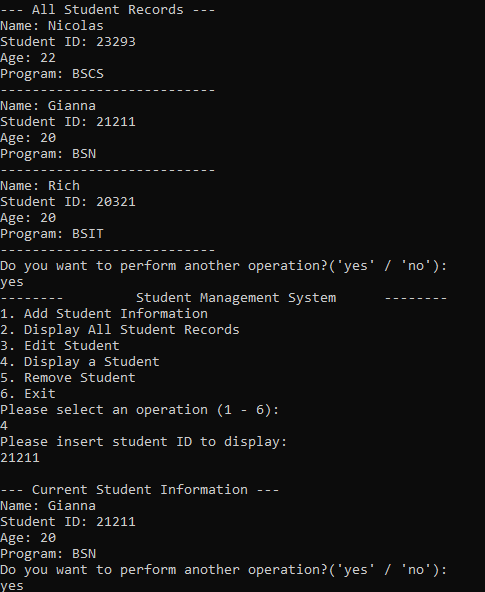 --- All Student Records ---
Name: Nicolas
Student ID: 23293
Age: 22
Program: BSCS
---------------------------
Name: Gianna
Student ID: 21211
Age: 20
Program: BSN
---------------------------
Name: Rich
Student ID: 20321
Age: 20
Program: BSIT
---------------------------
Do you want to perform another operation?('yes' / 'no'):
yes
--------         Student Management System      --------
1. Add Student Information
2. Display All Student Records
3. Edit Student
4. Display a Student
5. Remove Student
6. Exit
Please select an operation (1 - 6):
4
Please insert student ID to display:
21211

--- Current Student Information ---
Name: Gianna
Student ID: 21211
Age: 20
Program: BSN
Do you want to perform another operation?('yes' / 'no'):
yes